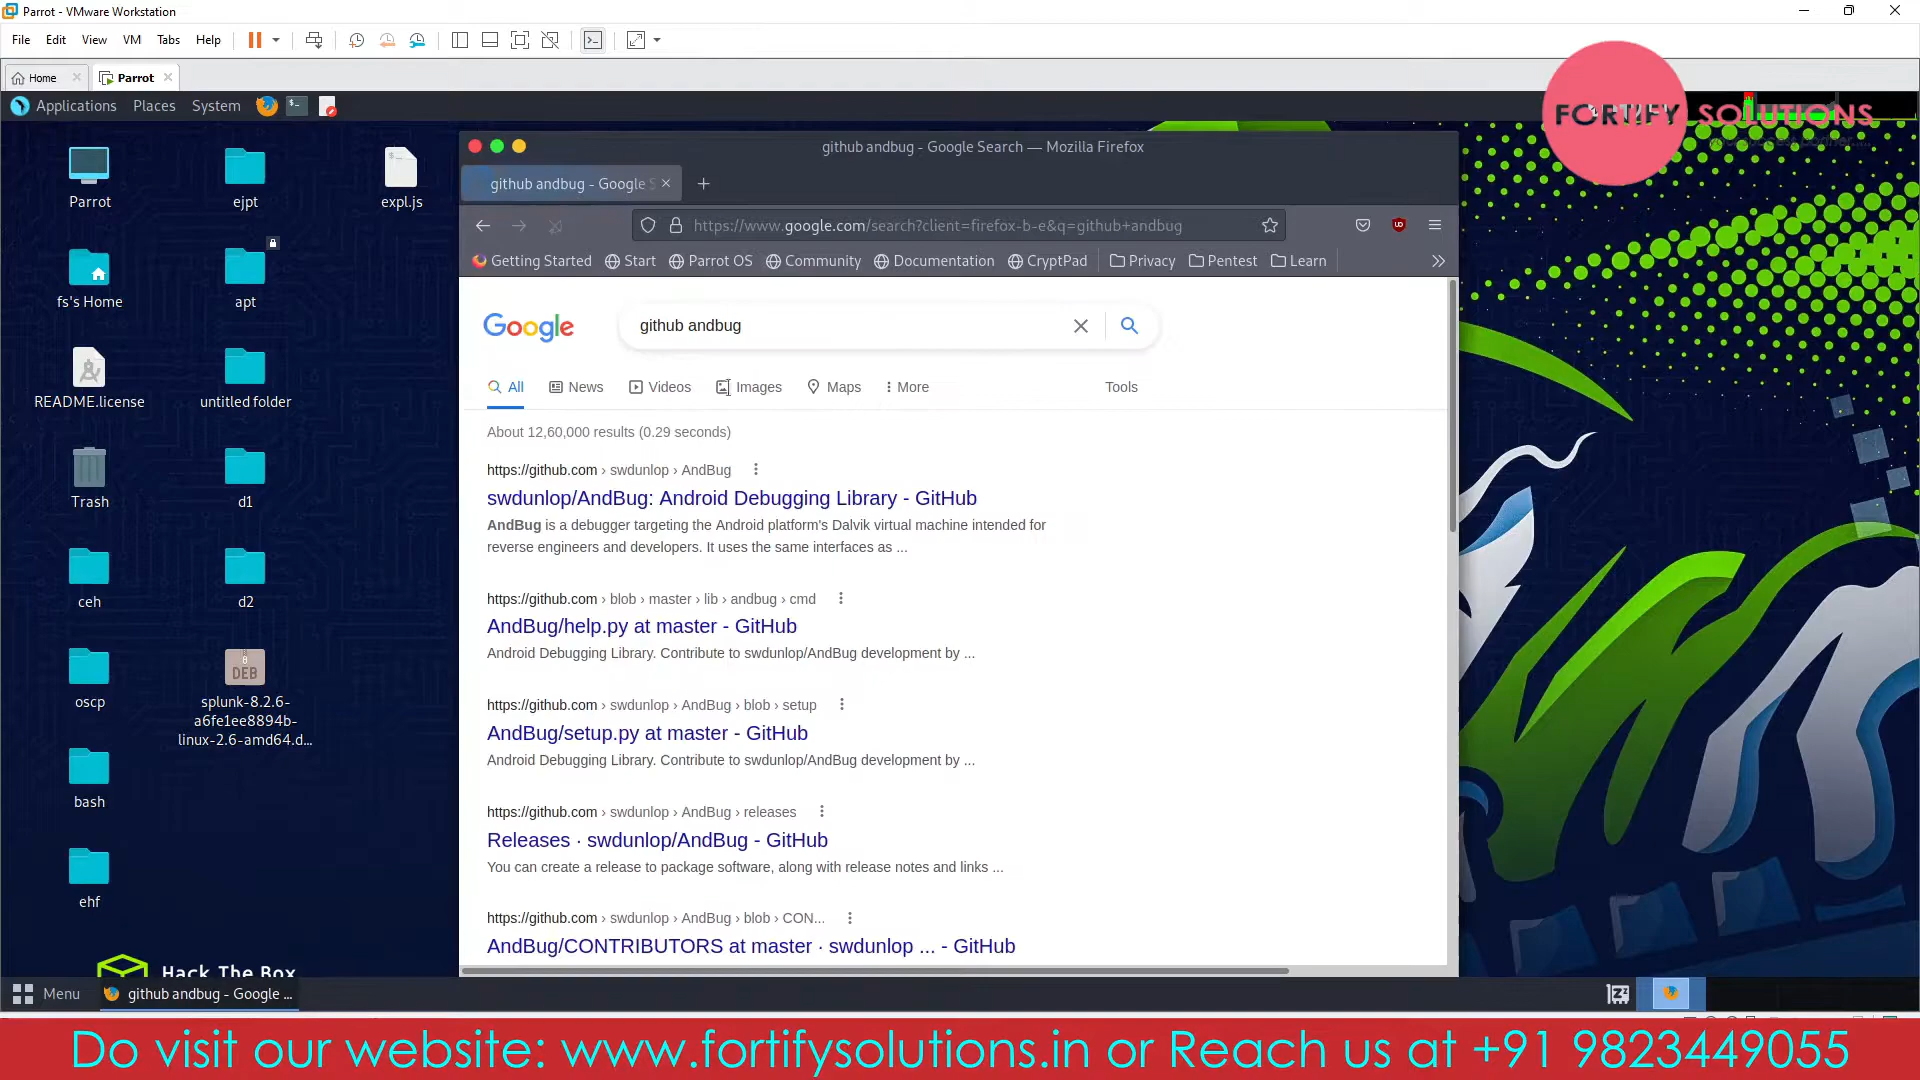 Parrot - VMware Workstation
File Edit View VM Tabs Help
Home Parrot
Applications Places System
FORTIFY SOLUTIONS
Parrot
ejpt
expl.js
fs's Home
apt
README.license
untitled folder
Trash
d1
ceh
d2
oscp
DEB
splunk-8.2.6-
a6fe1ee8894b-
linux-2.6-amd64.d...
bash
ehf
Hack The Box
github andbug - Google Search — Mozilla Firefox
github andbug - Google S
https://www.google.com/search?client=firefox-b-e&q=github+andbug
Getting Started Start Parrot OS Community Documentation CryptPad Privacy Pentest Learn
Google
github andbug
All News Videos Images Maps More Tools
About 12,60,000 results (0.29 seconds)
https://github.com › swdunlop › AndBug
swdunlop/AndBug: Android Debugging Library - GitHub
AndBug is a debugger targeting the Android platform's Dalvik virtual machine intended for
reverse engineers and developers. It uses the same interfaces as ...
https://github.com › blob › master › lib › andbug › cmd
AndBug/help.py at master - GitHub
Android Debugging Library. Contribute to swdunlop/AndBug development by ...
https://github.com › swdunlop › AndBug › blob › setup
AndBug/setup.py at master - GitHub
Android Debugging Library. Contribute to swdunlop/AndBug development by ...
https://github.com › swdunlop › AndBug › releases
Releases · swdunlop/AndBug - GitHub
You can create a release to package software, along with release notes and links ...
https://github.com › swdunlop › AndBug › blob › CON...
AndBug/CONTRIBUTORS at master · swdunlop ... - GitHub
Menu github andbug - Google ...
Do visit our website: www.fortifysolutions.in or Reach us at +91 9823449055